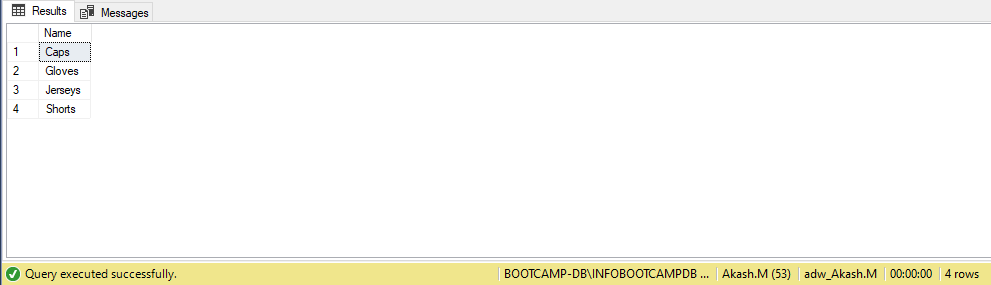 Results Messages
Name
1 Caps
2 Gloves
3 Jerseys
4 Shorts
Query executed successfully. BOOTCAMP-DB\INFOBOOTCAMPDB ... Akash.M (53) adw_Akash.M 00:00:00 4 rows